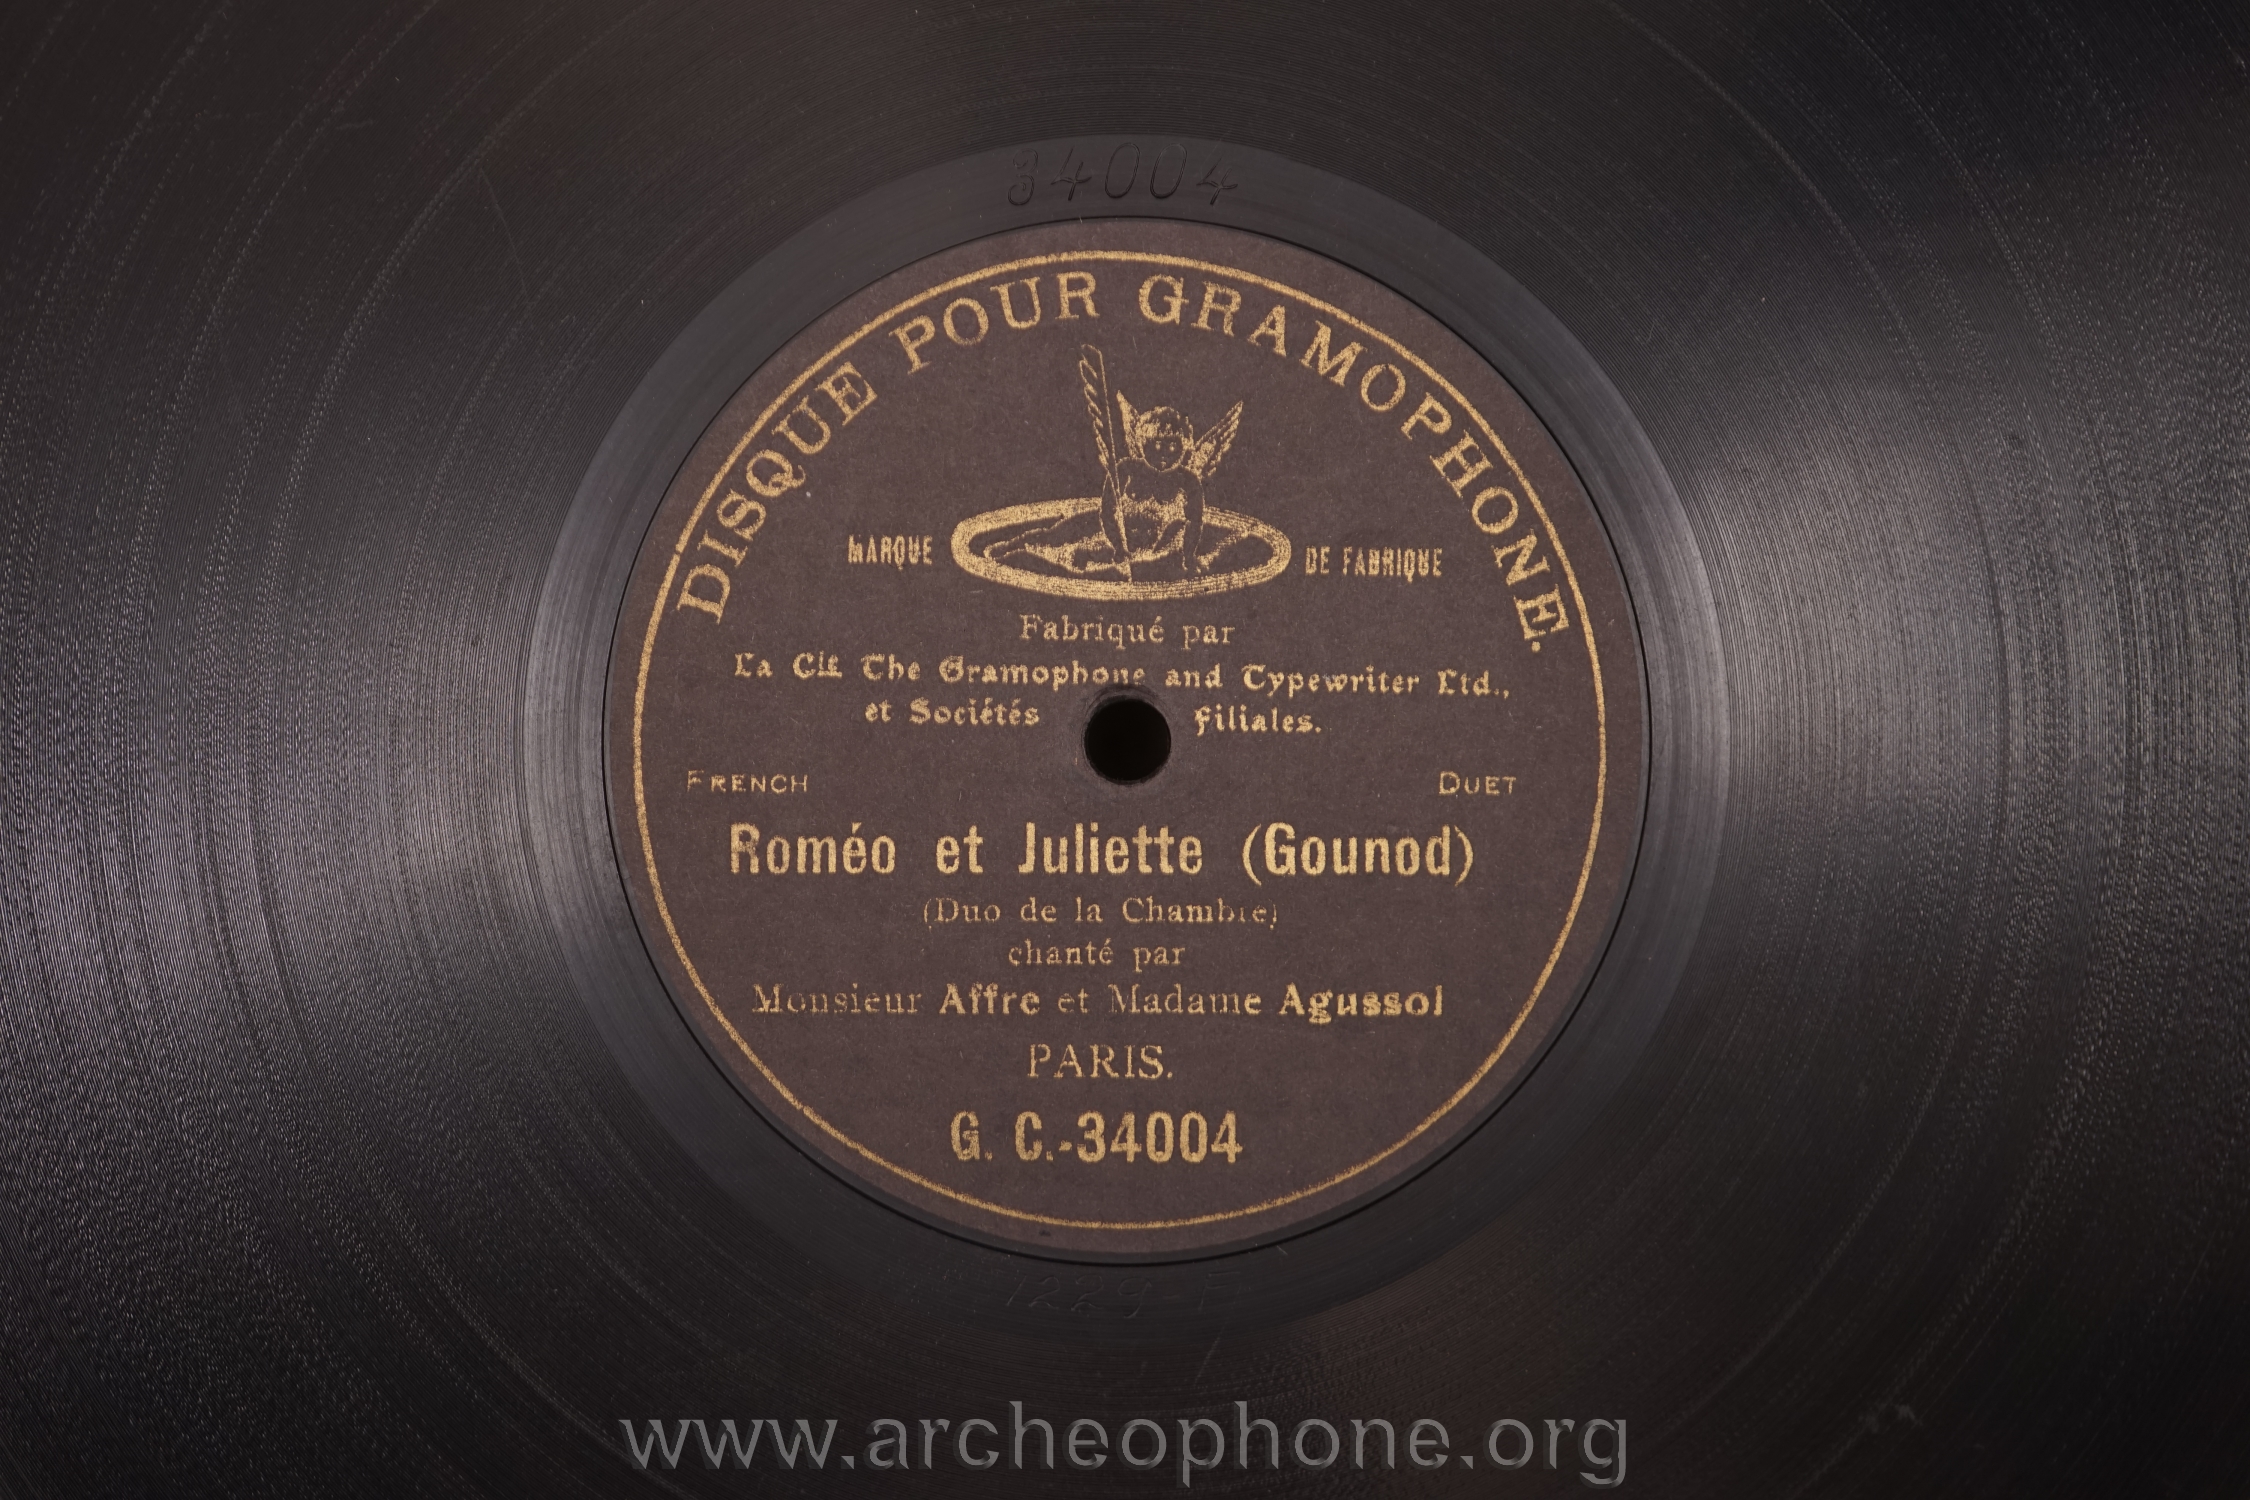 34004
DISQUE POUR GRAMOPHONE.
MARQUE DE FABRIQUE
Fabriqué par
La Cie The Gramophone and Typewriter Ltd.,
et Sociétés Filiales.
FRENCH DUET
Roméo et Juliette (Gounod)
(Duo de la Chambre)
chanté par
Monsieur Affre et Madame Agussol
PARIS.
G. C.-34004
1229-F
www.archeophone.org